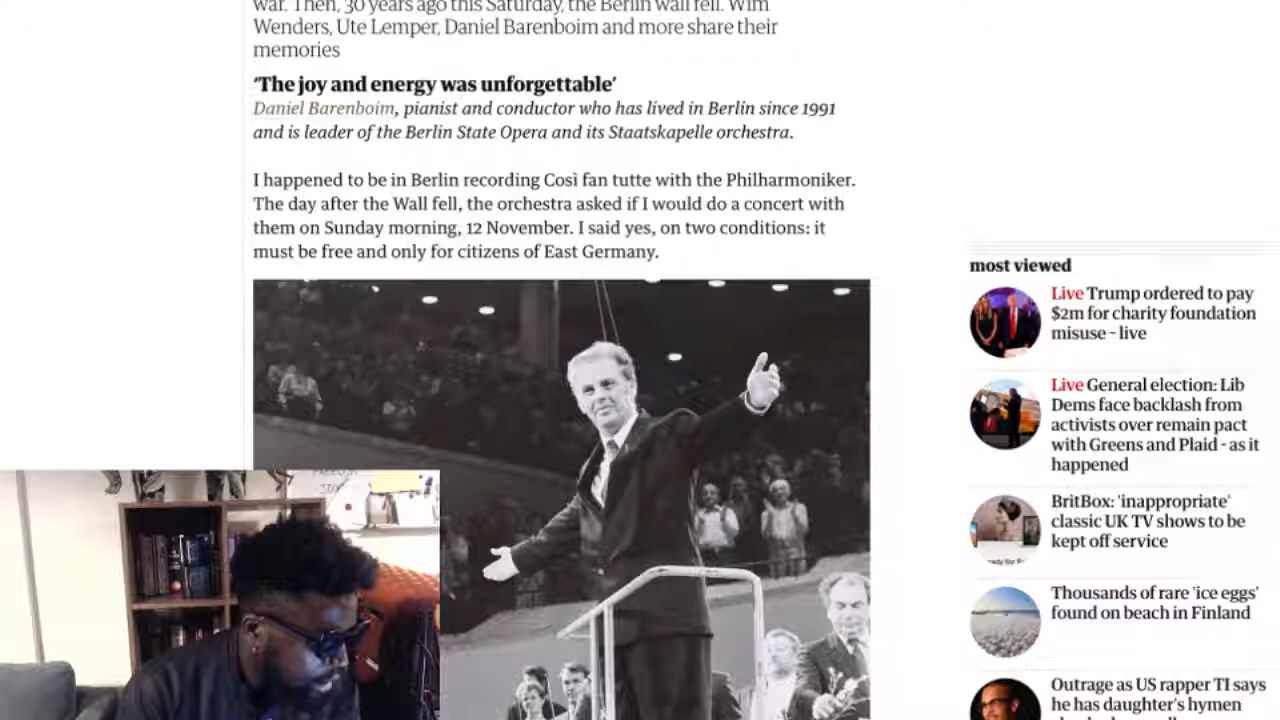 war. Then, 30 years ago this Saturday, the Berlin wall fell. Wim
Wenders, Ute Lemper, Daniel Barenboim and more share their
memories
‘The joy and energy was unforgettable’
Daniel Barenboim, pianist and conductor who has lived in Berlin since 1991
and is leader of the Berlin State Opera and its Staatskapelle orchestra.
I happened to be in Berlin recording Così fan tutte with the Philharmoniker.
The day after the Wall fell, the orchestra asked if I would do a concert with
them on Sunday morning, 12 November. I said yes, on two conditions: it
must be free and only for citizens of East Germany.
most viewed
Live Trump ordered to pay
$2m for charity foundation
misuse – live
Live General election: Lib
Dems face backlash from
activists over remain pact
with Greens and Plaid - as it
happened
BritBox: 'inappropriate'
classic UK TV shows to be
kept off service
Thousands of rare 'ice eggs'
found on beach in Finland
Outrage as US rapper TI says
he has daughter's hymen